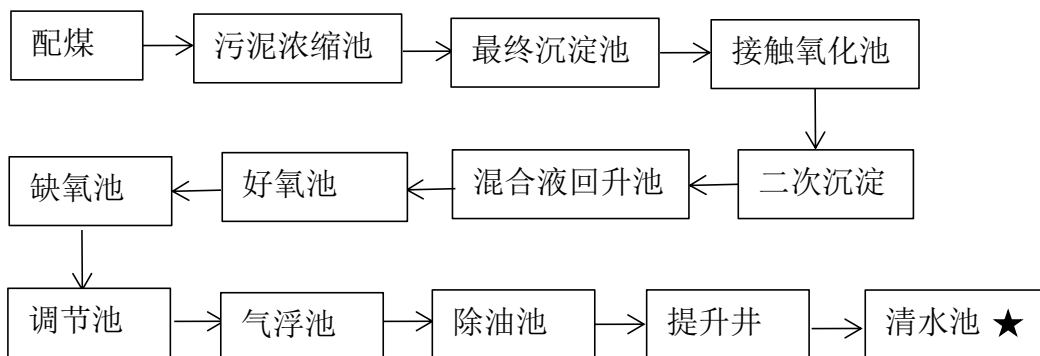 配煤
污泥浓缩池
最终沉淀池
接触氧化池
缺氧池
好氧池
混合液回升池
二次沉淀
调节池
气浮池
除油池
提升井
清水池 ★